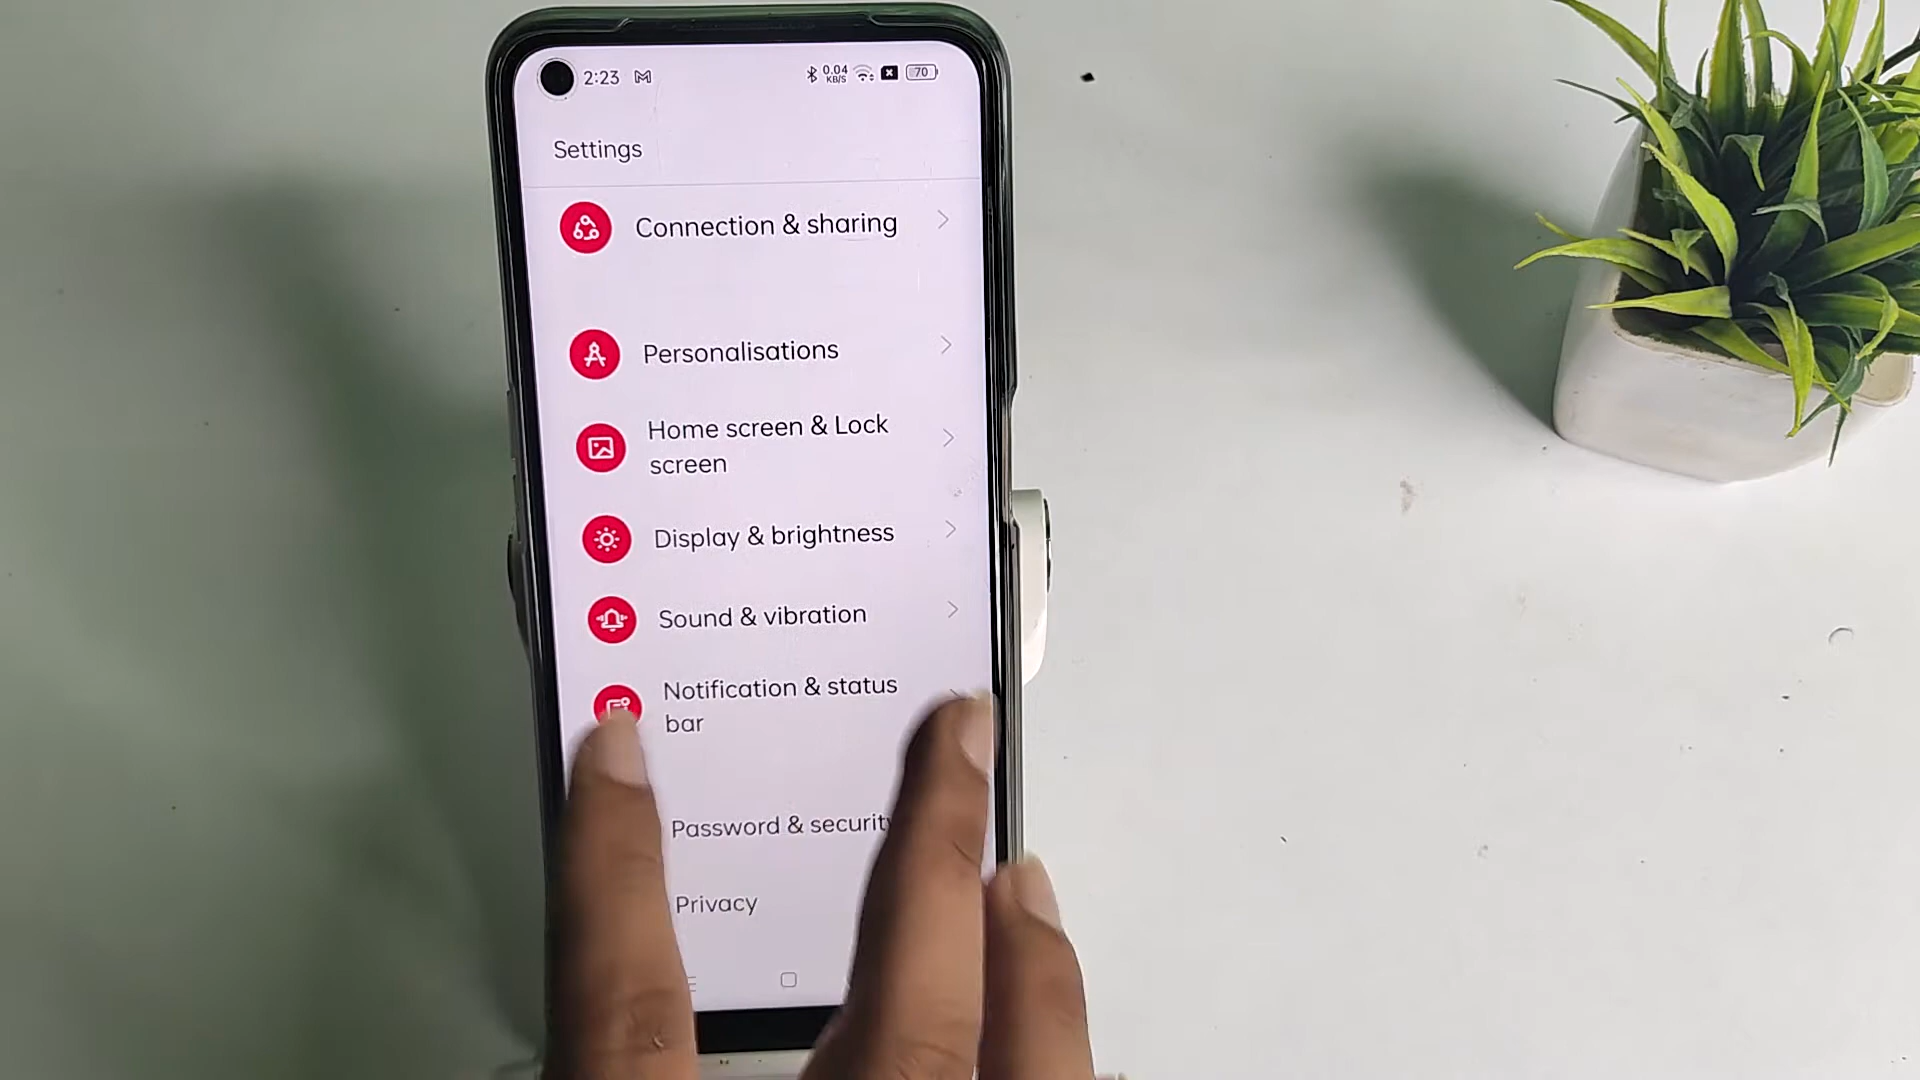 2:23 0.04 KB/S 70
Settings
Connection & sharing
Personalisations
Home screen & Lock
screen
Display & brightness
Sound & vibration
Notification & status
bar
Password & security
Privacy